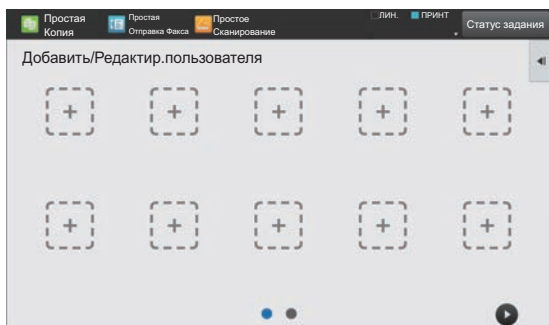 Простая
Копия
Простая
Отправка Факса
Простое
Сканирование
ЛИН.
ПРИНТ
Статус задания
Добавить/Редактир.пользователя